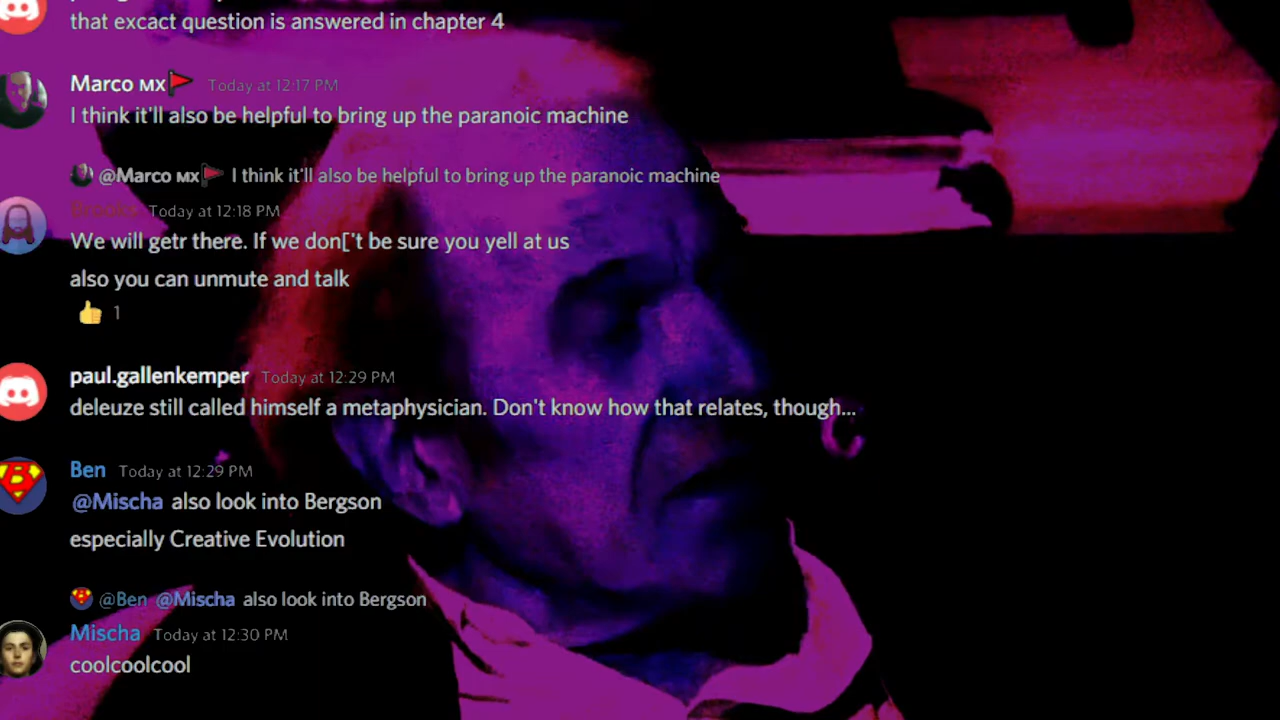 that excact question is answered in chapter 4
Marco MX Today at 12:17 PM
I think it'll also be helpful to bring up the paranoic machine
@Marco MX I think it'll also be helpful to bring up the paranoic machine
Brooks Today at 12:18 PM
We will getr there. If we don['t be sure you yell at us
also you can unmute and talk
1
paul.gallenkemper Today at 12:29 PM
deleuze still called himself a metaphysician. Don't know how that relates, though...
Ben Today at 12:29 PM
@Mischa also look into Bergson
especially Creative Evolution
@Ben @Mischa also look into Bergson
Mischa Today at 12:30 PM
coolcoolcool